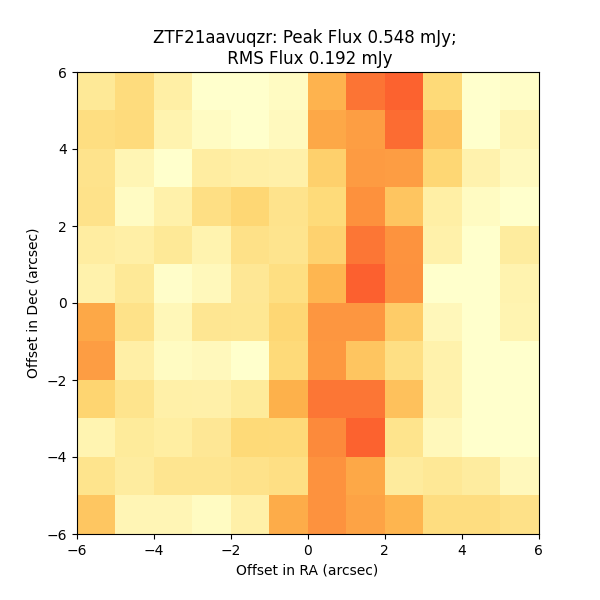 ZTF21aavuqzr: Peak Flux 0.548 mJy;
RMS Flux 0.192 mJy
6
4
2
0
−2
−4
−6
Offset in Dec (arcsec)
−6 −4 −2 0 2 4 6
Offset in RA (arcsec)